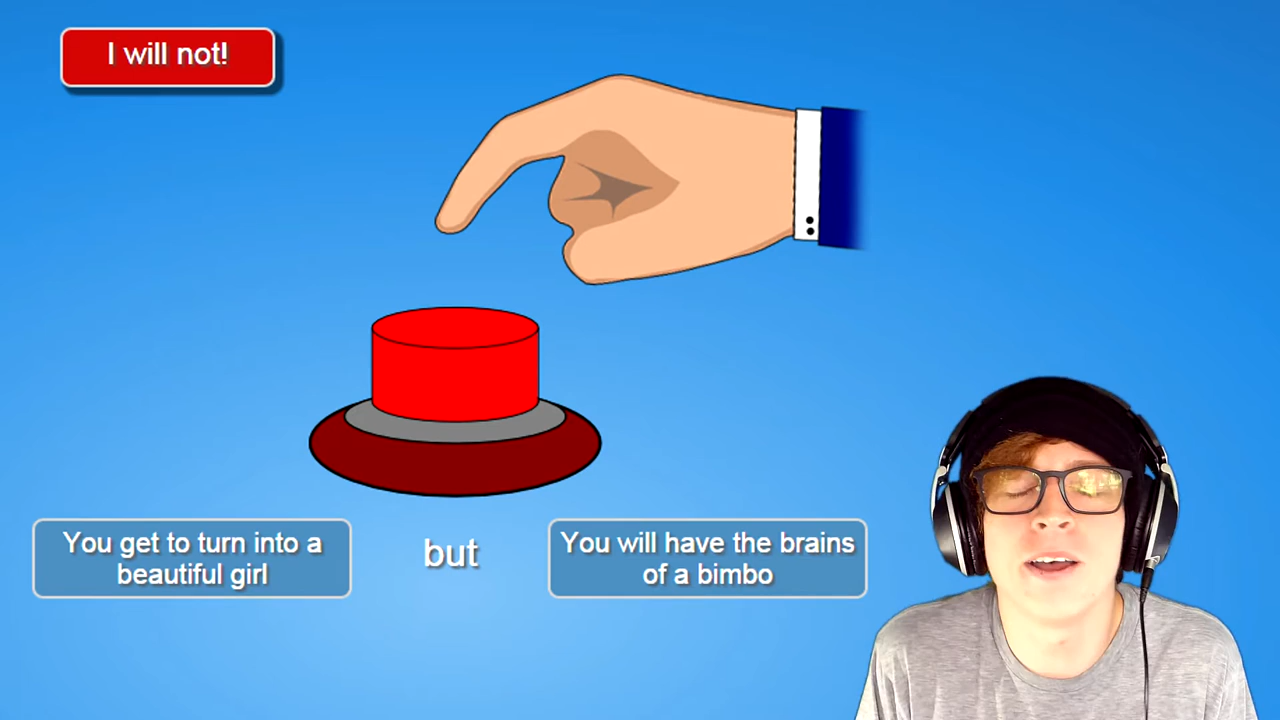 I will not!
You get to turn into a
beautiful girl
but
You will have the brains
of a bimbo